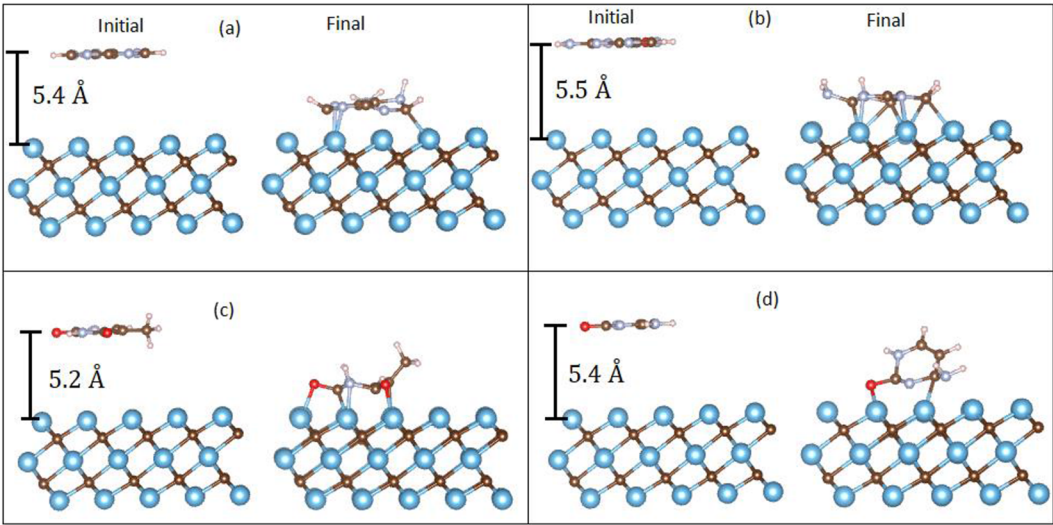 Initial (a) Final
5.4 Å
Initial (b) Final
5.5 Å
(c)
5.2 Å
(d)
5.4 Å